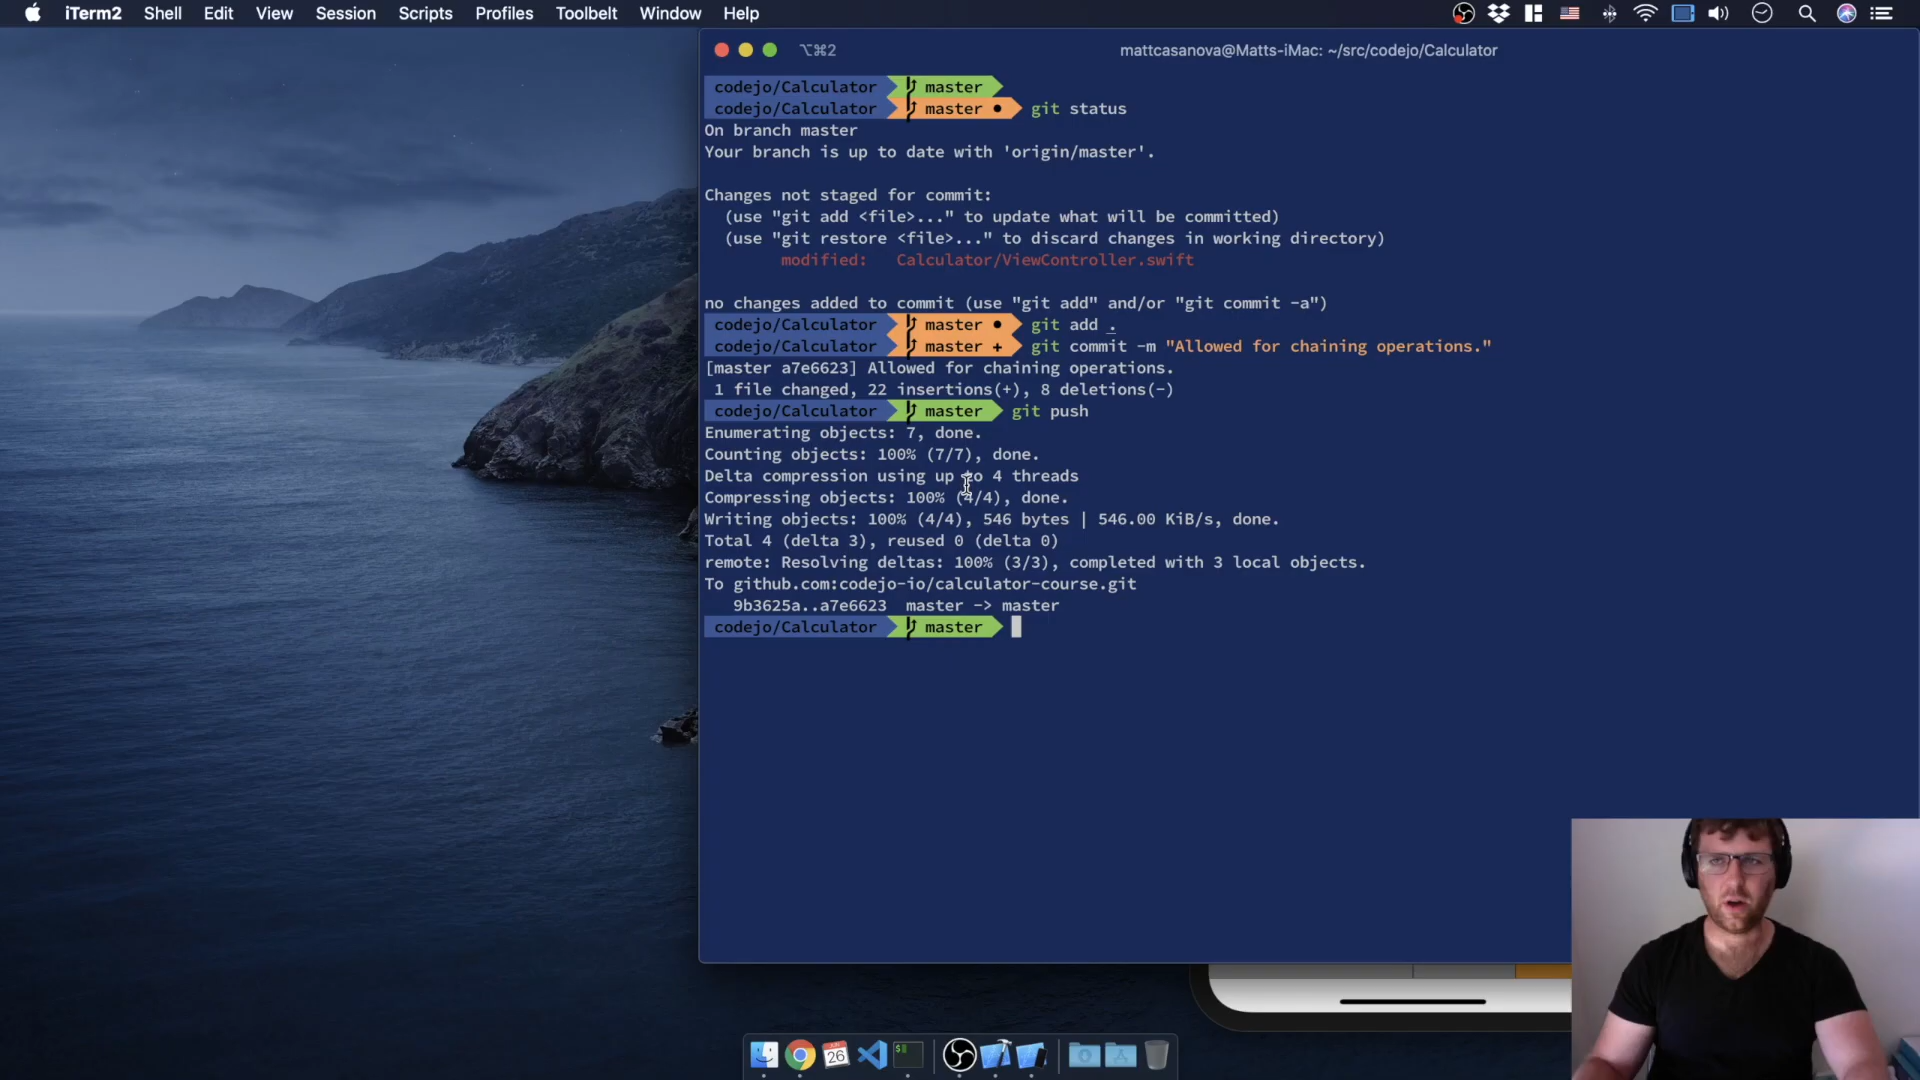 iTerm2 Shell Edit View Session Scripts Profiles Toolbelt Window Help
⌥⌘2 mattcasanova@Matts-iMac: ~/src/codejo/Calculator
codejo/Calculator master
codejo/Calculator master ● git status
On branch master
Your branch is up to date with 'origin/master'.
Changes not staged for commit:
(use "git add <file>..." to update what will be committed)
(use "git restore <file>..." to discard changes in working directory)
modified: Calculator/ViewController.swift
no changes added to commit (use "git add" and/or "git commit -a")
codejo/Calculator master ● git add .
codejo/Calculator master + git commit -m "Allowed for chaining operations."
[master a7e6623] Allowed for chaining operations.
1 file changed, 22 insertions(+), 8 deletions(-)
codejo/Calculator master git push
Enumerating objects: 7, done.
Counting objects: 100% (7/7), done.
Delta compression using up to 4 threads
Compressing objects: 100% (4/4), done.
Writing objects: 100% (4/4), 546 bytes | 546.00 KiB/s, done.
Total 4 (delta 3), reused 0 (delta 0)
remote: Resolving deltas: 100% (3/3), completed with 3 local objects.
To github.com:codejo-io/calculator-course.git
9b3625a..a7e6623 master -> master
codejo/Calculator master
JUN
26
$